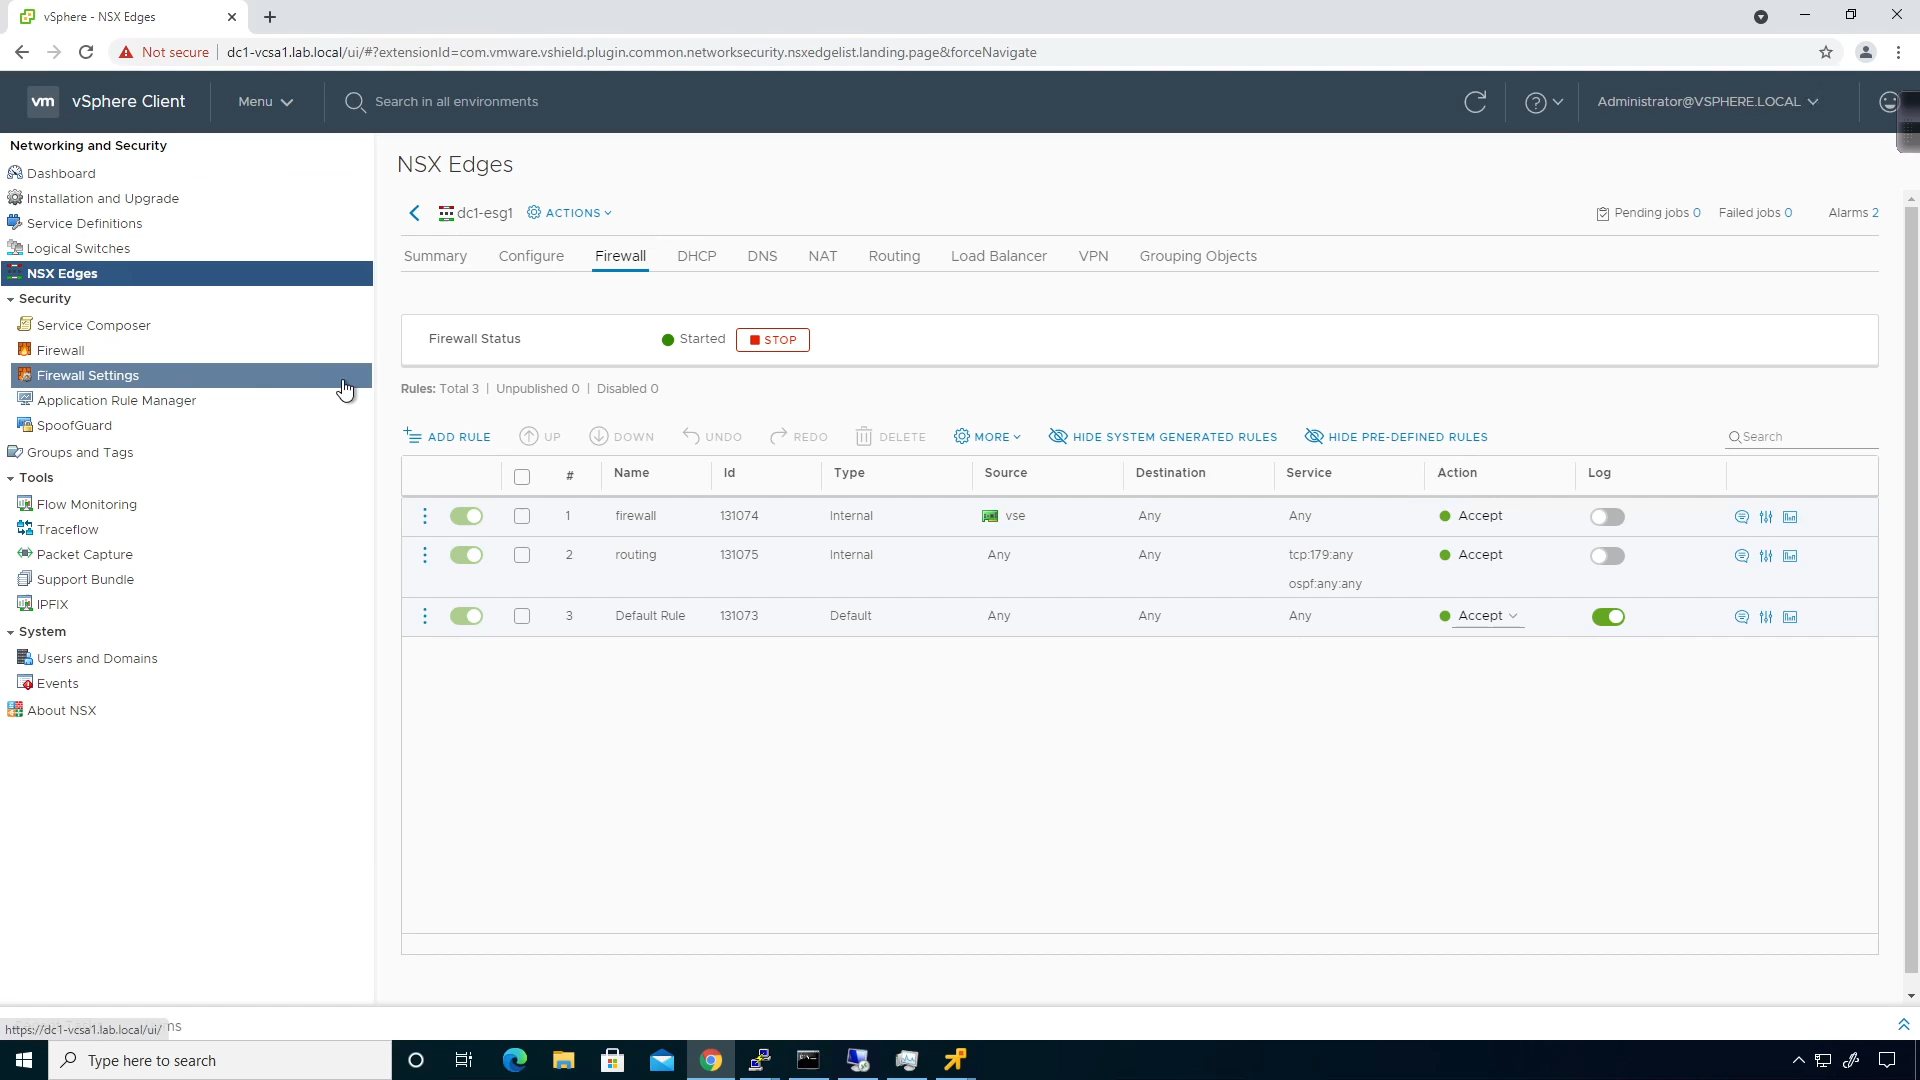 vSphere - NSX Edges
Not secure
dc1-vcsa1.lab.local/ui/#?extensionId=com.vmware.vshield.plugin.common.networksecurity.nsxedgelist.landing.page&forceNavigate
vm vSphere Client
Menu
Search in all environments
Administrator@VSPHERE.LOCAL
Networking and Security
Dashboard
Installation and Upgrade
Service Definitions
Logical Switches
NSX Edges
Security
Service Composer
Firewall
Firewall Settings
Application Rule Manager
SpoofGuard
Groups and Tags
Tools
Flow Monitoring
Traceflow
Packet Capture
Support Bundle
IPFIX
System
Users and Domains
Events
About NSX
NSX Edges
dc1-esg1 ACTIONS
Pending jobs 0 Failed jobs 0 Alarms 2
Summary Configure Firewall DHCP DNS NAT Routing Load Balancer VPN Grouping Objects
Firewall Status Started STOP
Rules: Total 3 | Unpublished 0 | Disabled 0
ADD RULE UP DOWN UNDO REDO DELETE MORE HIDE SYSTEM GENERATED RULES HIDE PRE-DEFINED RULES Search
# Name Id Type Source Destination Service Action Log
1 firewall 131074 Internal vse Any Any Accept
2 routing 131075 Internal Any Any tcp:179:any Accept
ospf:any:any
3 Default Rule 131073 Default Any Any Any Accept
https://dc1-vcsa1.lab.local/ui/ ms
Type here to search